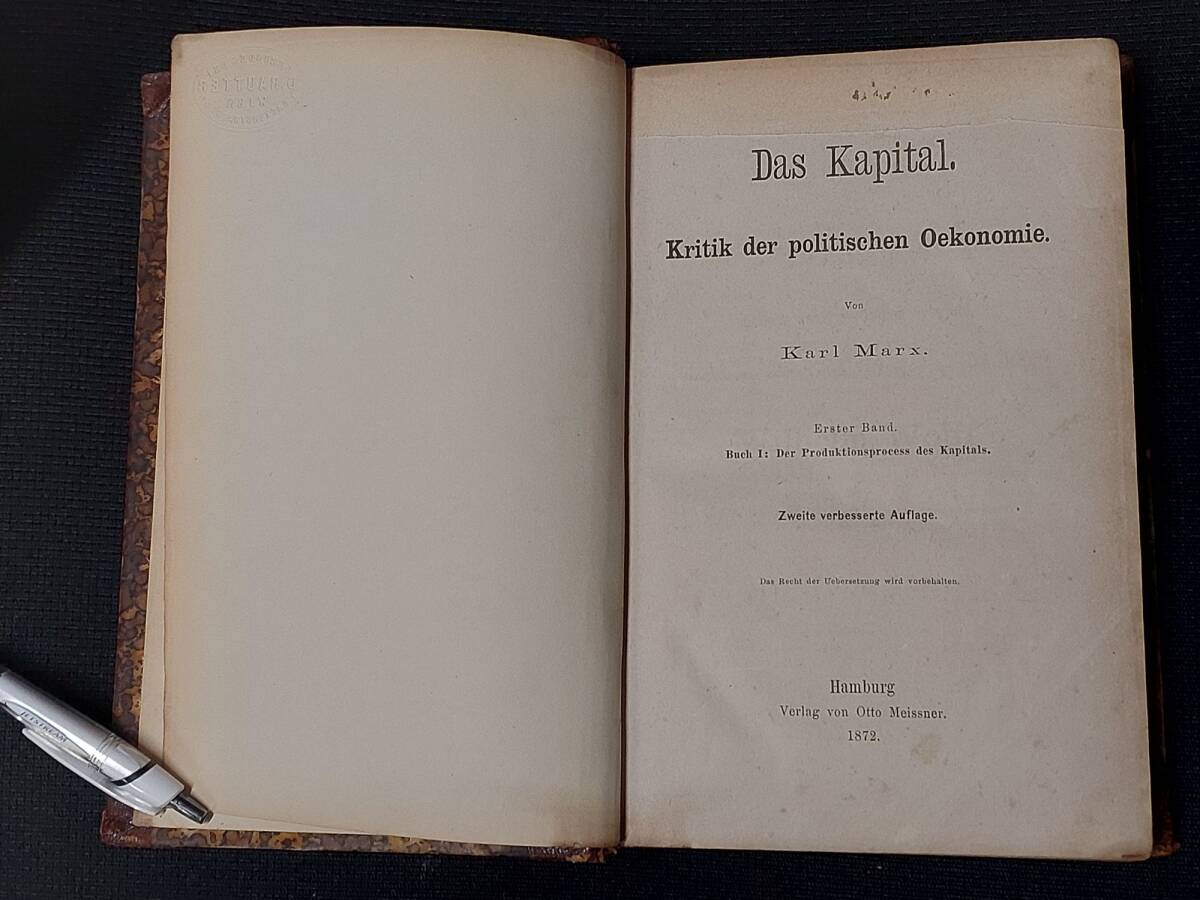 Das Kapital.
Kritik der politischen Oekonomie.
Von
Karl Marx.
Erster Band.
Buch I: Der Produktionsprocess des Kapitals.
Zweite verbesserte Auflage.
Das Recht der Uebersetzung wird vorbehalten.
Hamburg
Verlag von Otto Meissner.
1872.
JETSTREAM